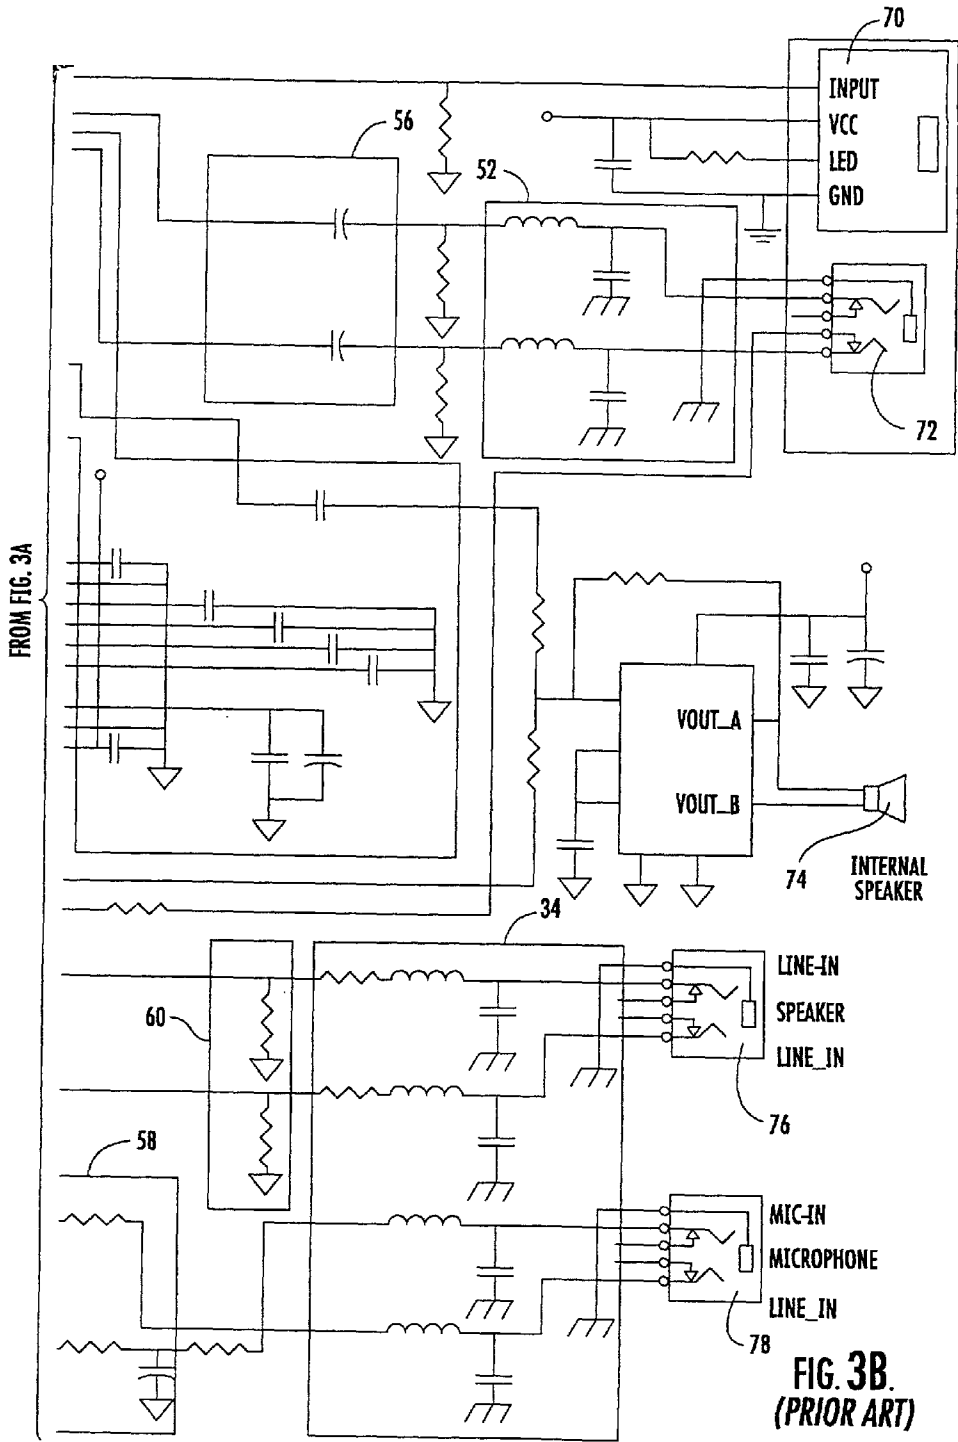 70
INPUT
56
VCC
52
LED
GND
72
FROM FIG. 3A
VOUT_A
VOUT_B
74
INTERNAL
SPEAKER
34
LINE-IN
60
SPEAKER
LINE_IN
76
58
MIC-IN
MICROPHONE
LINE_IN
78
FIG. 3B.
(PRIOR ART)